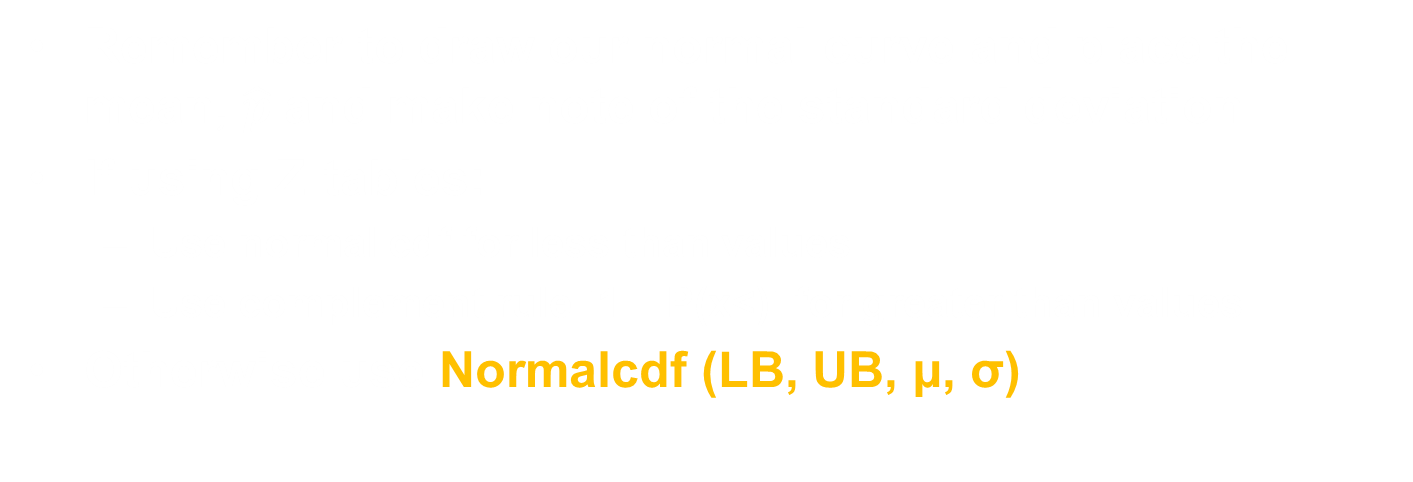 Normalcdf (LB, UB, µ, σ)